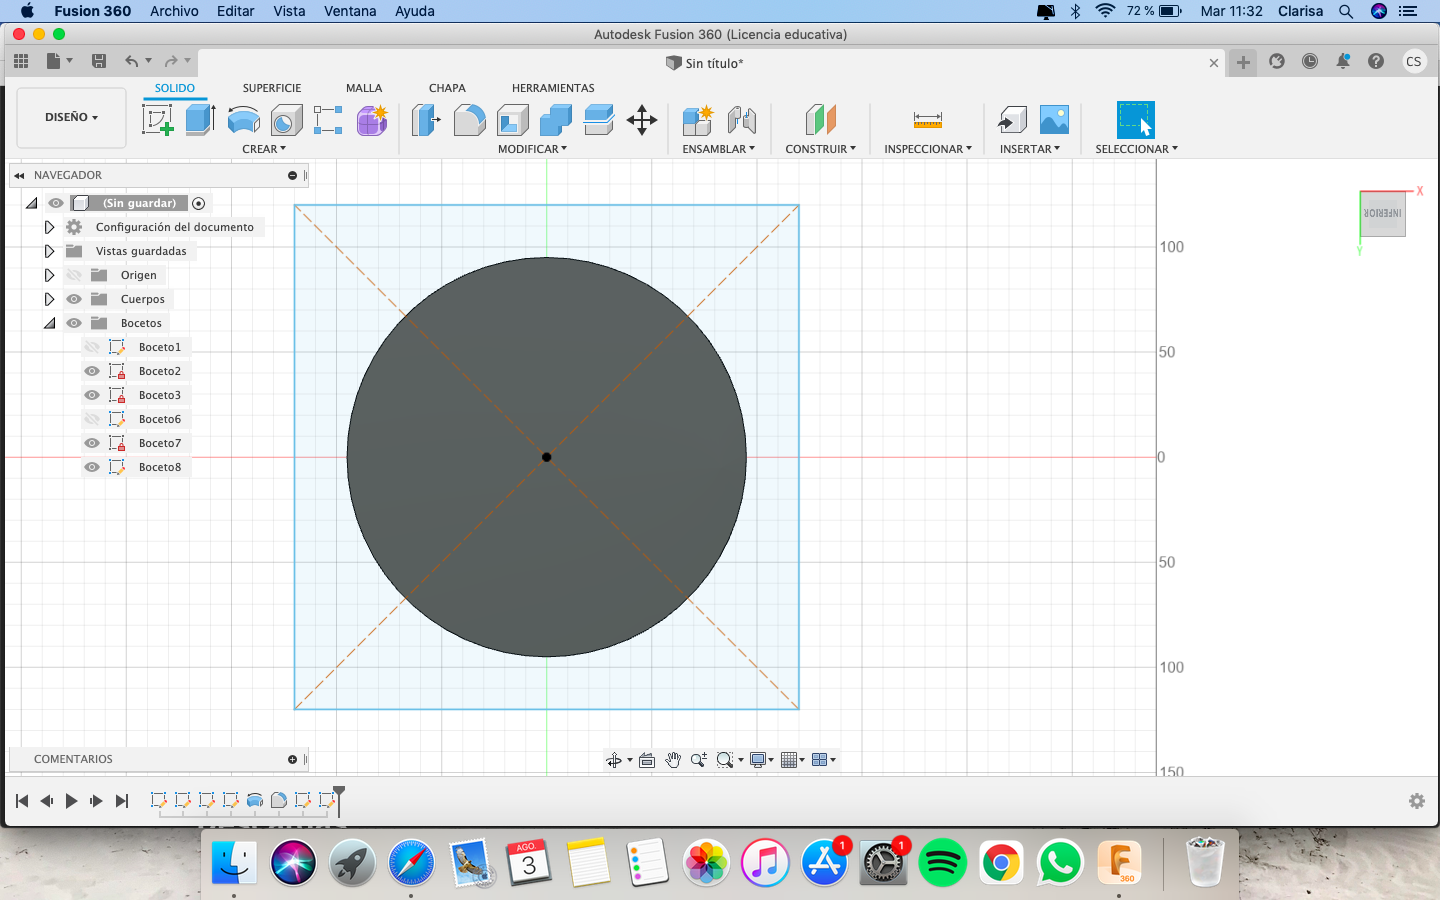 Fusion 360 Archivo Editar Vista Ventana Ayuda 72 % Mar 11:32 Clarisa
Autodesk Fusion 360 (Licencia educativa)
Sin título* CS
SOLIDO SUPERFICIE MALLA CHAPA HERRAMIENTAS
DISEÑO
CREAR MODIFICAR ENSAMBLAR CONSTRUIR INSPECCIONAR INSERTAR SELECCIONAR
NAVEGADOR
(Sin guardar)
Configuración del documento
Vistas guardadas
Origen
Cuerpos
Bocetos
Boceto1
Boceto2
Boceto3
Boceto6
Boceto7
Boceto8
X
INFERIOR
Y
100
50
0
50
100
150
COMENTARIOS
AGO.
3
1
1
360